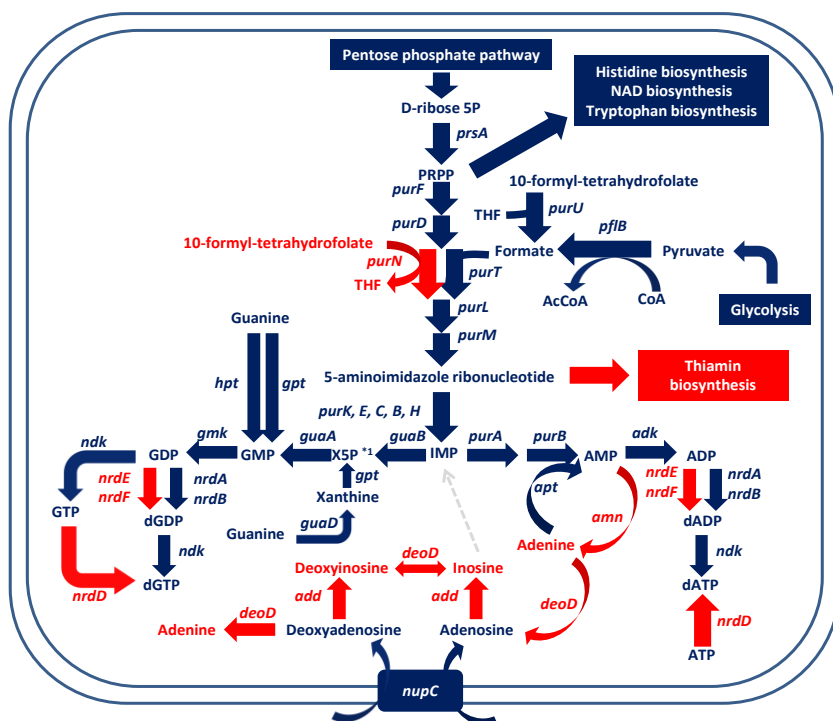 Pentose phosphate pathway
Histidine biosynthesis
NAD biosynthesis
Tryptophan biosynthesis
D-ribose 5P
prsA
PRPP
purF
10-formyl-tetrahydrofolate
THF
purU
purD
pflB
10-formyl-tetrahydrofolate
Formate
Pyruvate
purN
purT
THF
AcCoA
CoA
Glycolysis
purL
Guanine
purM
hpt
gpt
5-aminoimidazole ribonucleotide
Thiamin
biosynthesis
purK, E, C, B, H
ndk
gmk
guaA
guaB
purA
purB
adk
GDP
GMP
X5P *1
IMP
AMP
ADP
nrdE
nrdF
nrdA
nrdB
gpt
apt
nrdE
nrdF
nrdA
nrdB
Xanthine
GTP
dGDP
amn
dADP
Guanine
guaD
Adenine
ndk
ndk
deoD
Deoxyinosine
Inosine
nrdD
dGTP
dATP
add
add
deoD
deoD
nrdD
Adenine
Deoxyadenosine
Adenosine
ATP
nupC